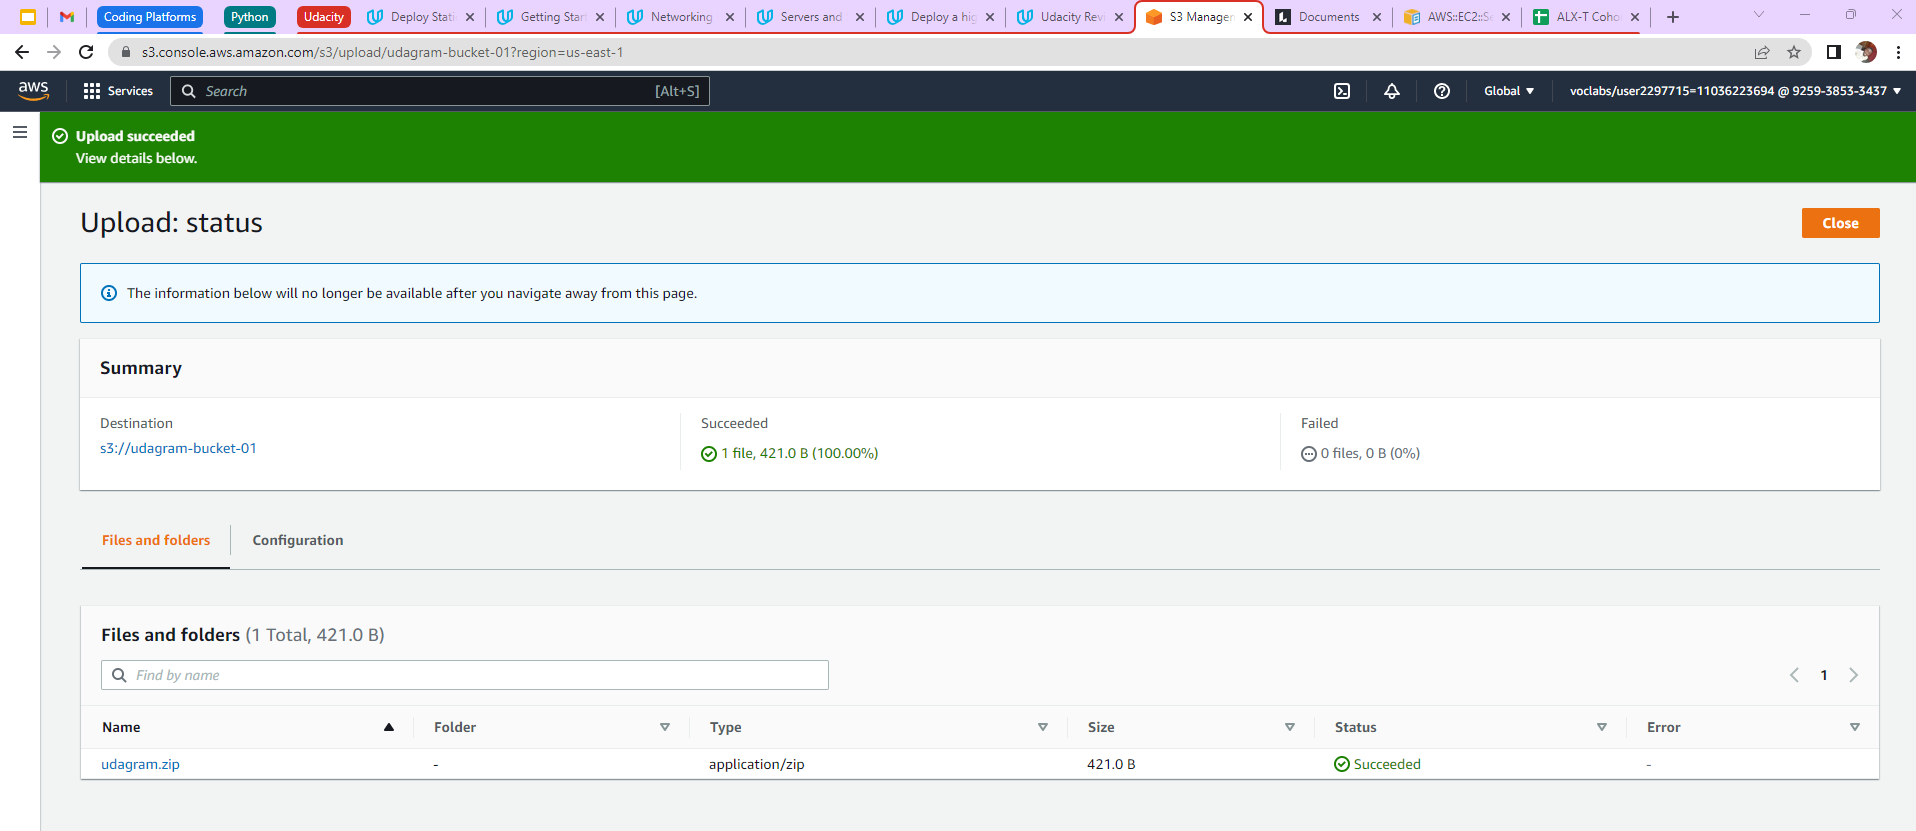 Coding Platforms
Python
Udacity
Deploy Stati
Getting Star
Networking
Servers and
Deploy a hig
Udacity Revi
S3 Managem
Documents
AWS::EC2::Se
ALX-T Coho
s3.console.aws.amazon.com/s3/upload/udagram-bucket-01?region=us-east-1
aws
Services
Search
[Alt+S]
Global
voclabs/user2297715=11036223694 @ 9259-3853-3437
Upload succeeded
View details below.
Upload: status
Close
The information below will no longer be available after you navigate away from this page.
Summary
Destination
s3://udagram-bucket-01
Succeeded
1 file, 421.0 B (100.00%)
Failed
0 files, 0 B (0%)
Files and folders
Configuration
Files and folders (1 Total, 421.0 B)
Find by name
1
Name
Folder
Type
Size
Status
Error
udagram.zip
-
application/zip
421.0 B
Succeeded
-